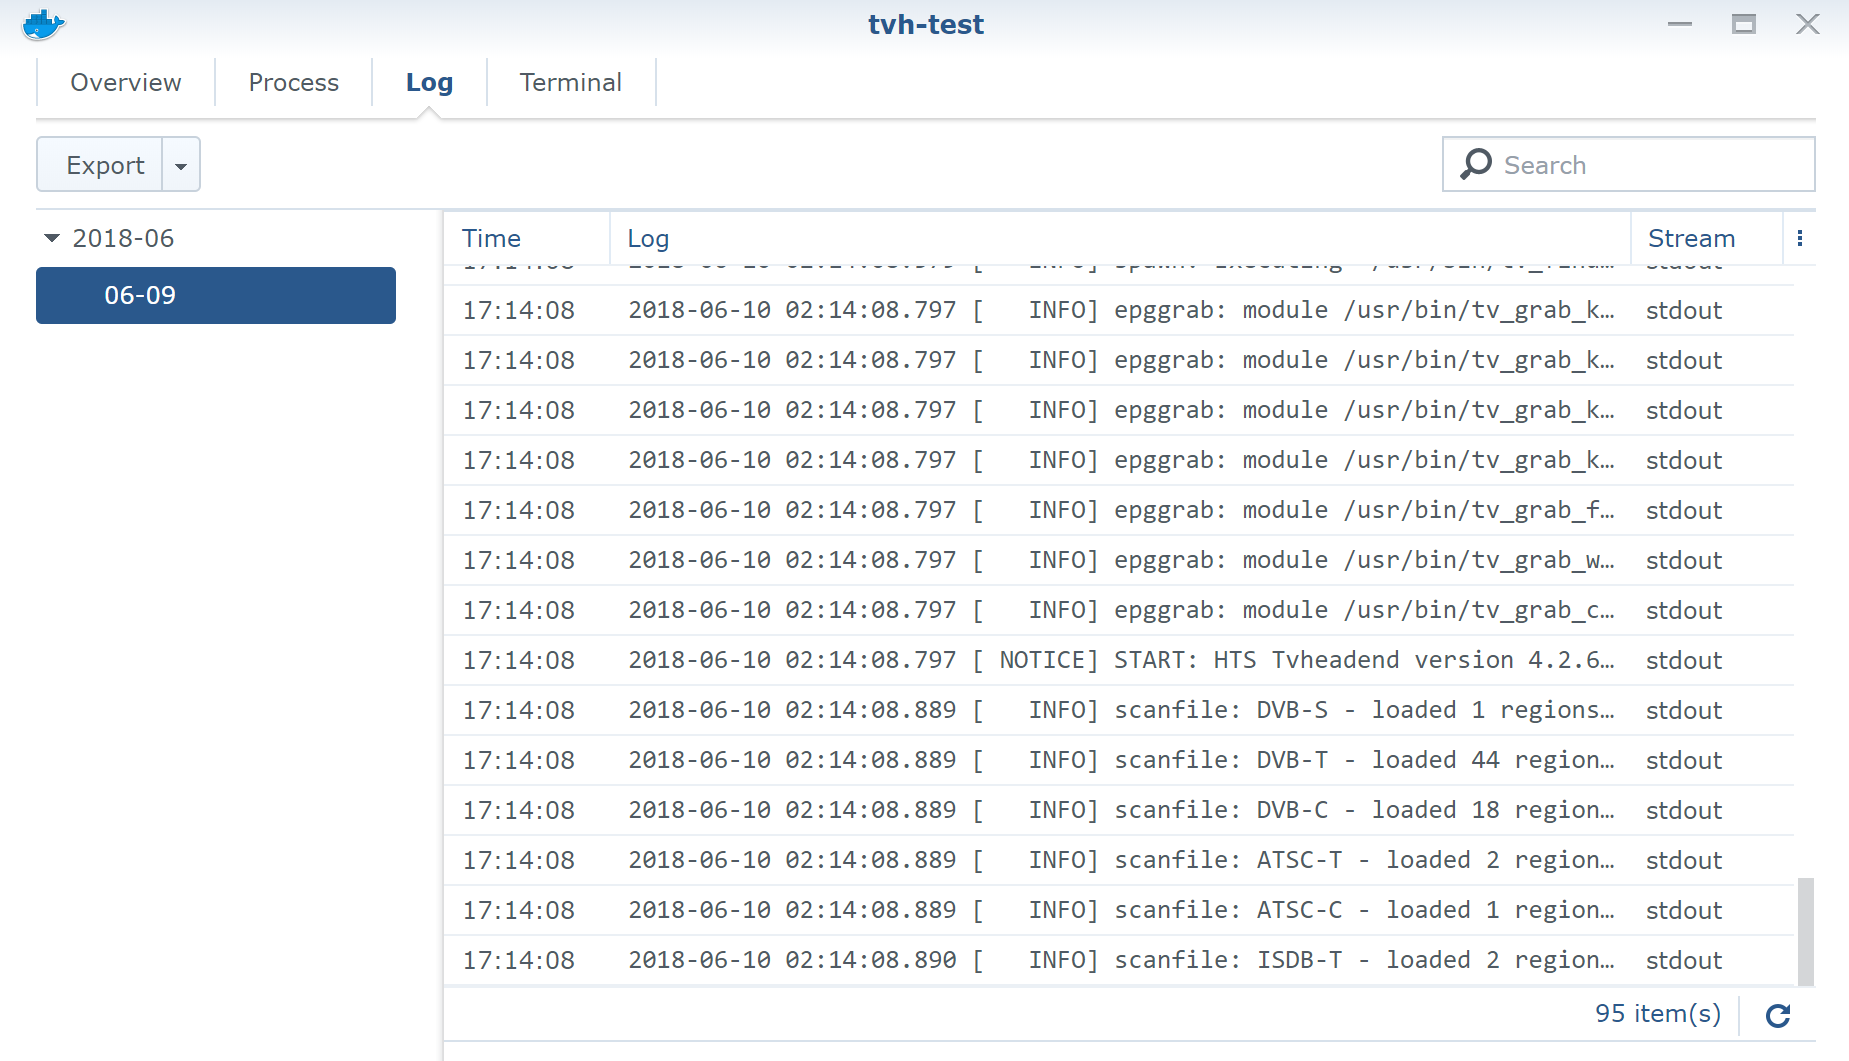 tvh-test
Overview Process Log Terminal
Export Search
2018-06
06-09
Time Log Stream
17:14:08 2018-06-10 02:14:08.797 [ INFO] epggrab: module /usr/bin/tv_grab_k… stdout
17:14:08 2018-06-10 02:14:08.797 [ INFO] epggrab: module /usr/bin/tv_grab_k… stdout
17:14:08 2018-06-10 02:14:08.797 [ INFO] epggrab: module /usr/bin/tv_grab_k… stdout
17:14:08 2018-06-10 02:14:08.797 [ INFO] epggrab: module /usr/bin/tv_grab_k… stdout
17:14:08 2018-06-10 02:14:08.797 [ INFO] epggrab: module /usr/bin/tv_grab_f… stdout
17:14:08 2018-06-10 02:14:08.797 [ INFO] epggrab: module /usr/bin/tv_grab_w… stdout
17:14:08 2018-06-10 02:14:08.797 [ INFO] epggrab: module /usr/bin/tv_grab_c… stdout
17:14:08 2018-06-10 02:14:08.797 [ NOTICE] START: HTS Tvheadend version 4.2.6… stdout
17:14:08 2018-06-10 02:14:08.889 [ INFO] scanfile: DVB-S - loaded 1 regions… stdout
17:14:08 2018-06-10 02:14:08.889 [ INFO] scanfile: DVB-T - loaded 44 region… stdout
17:14:08 2018-06-10 02:14:08.889 [ INFO] scanfile: DVB-C - loaded 18 region… stdout
17:14:08 2018-06-10 02:14:08.889 [ INFO] scanfile: ATSC-T - loaded 2 region… stdout
17:14:08 2018-06-10 02:14:08.889 [ INFO] scanfile: ATSC-C - loaded 1 region… stdout
17:14:08 2018-06-10 02:14:08.890 [ INFO] scanfile: ISDB-T - loaded 2 region… stdout
95 item(s)